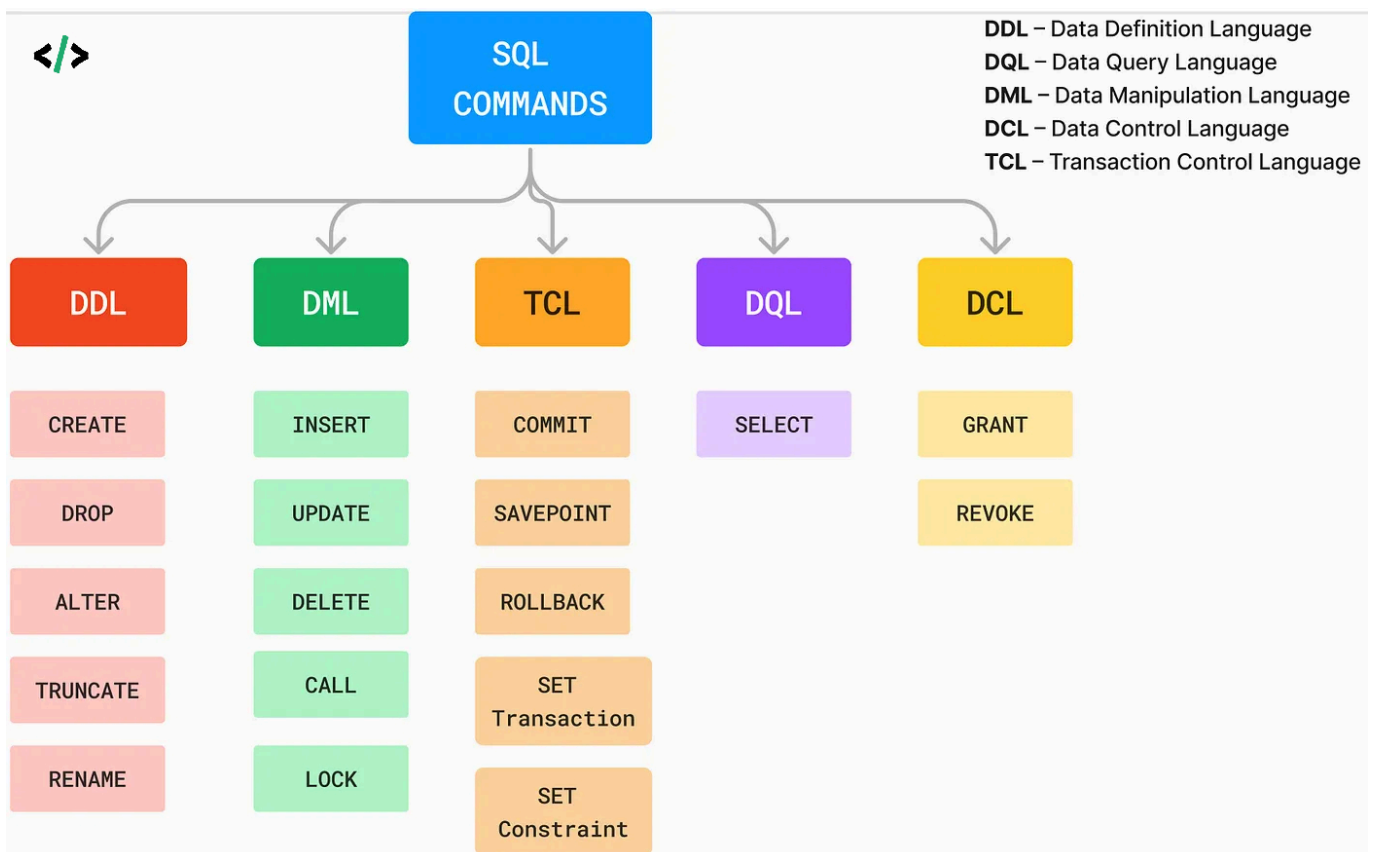 </>
SQL
COMMANDS
DDL – Data Definition Language
DQL – Data Query Language
DML – Data Manipulation Language
DCL – Data Control Language
TCL – Transaction Control Language
DDL
DML
TCL
DQL
DCL
CREATE
INSERT
COMMIT
SELECT
GRANT
DROP
UPDATE
SAVEPOINT
REVOKE
ALTER
DELETE
ROLLBACK
TRUNCATE
CALL
SET
Transaction
RENAME
LOCK
SET
Constraint